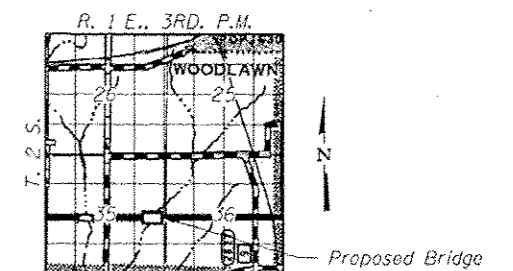 R. 1 E., 3RD. P.M.
WOODLAWN
26
25
T. 2 S.
N
35
36
Proposed Bridge